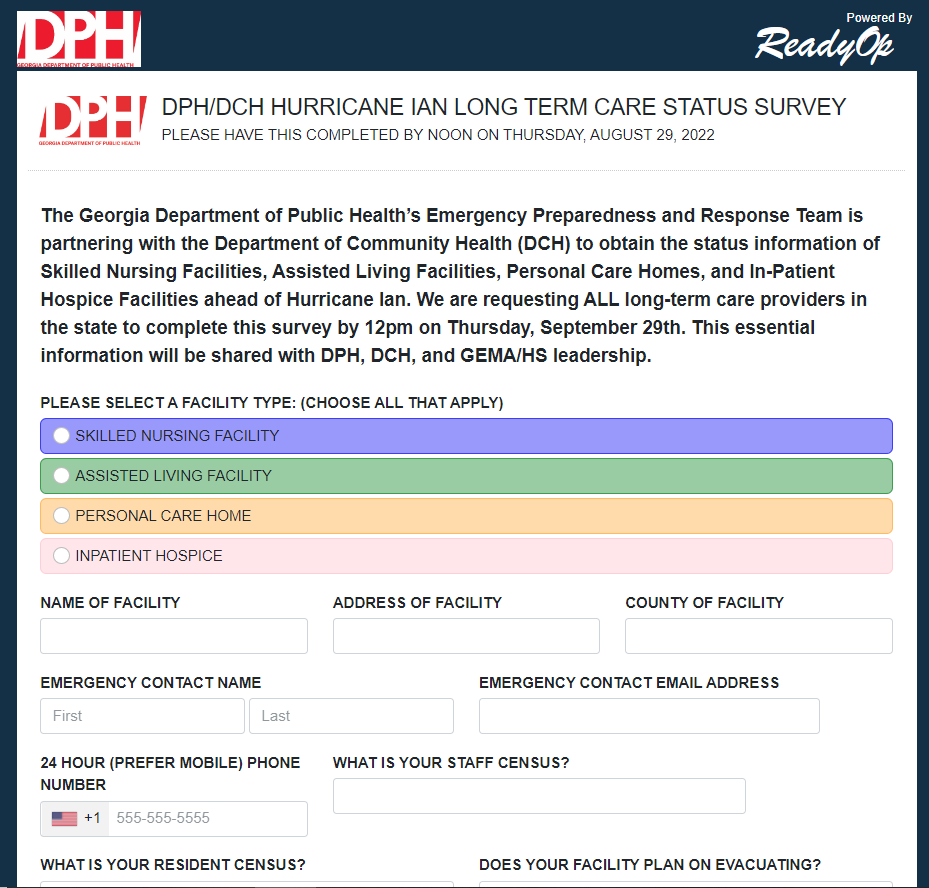 DPH
GEORGIA DEPARTMENT OF PUBLIC HEALTH
Powered By
ReadyOp
DPH
GEORGIA DEPARTMENT OF PUBLIC HEALTH
DPH/DCH HURRICANE IAN LONG TERM CARE STATUS SURVEY
PLEASE HAVE THIS COMPLETED BY NOON ON THURSDAY, AUGUST 29, 2022
The Georgia Department of Public Health’s Emergency Preparedness and Response Team is
partnering with the Department of Community Health (DCH) to obtain the status information of
Skilled Nursing Facilities, Assisted Living Facilities, Personal Care Homes, and In-Patient
Hospice Facilities ahead of Hurricane Ian. We are requesting ALL long-term care providers in
the state to complete this survey by 12pm on Thursday, September 29th. This essential
information will be shared with DPH, DCH, and GEMA/HS leadership.
PLEASE SELECT A FACILITY TYPE: (CHOOSE ALL THAT APPLY)
SKILLED NURSING FACILITY
ASSISTED LIVING FACILITY
PERSONAL CARE HOME
INPATIENT HOSPICE
NAME OF FACILITY
ADDRESS OF FACILITY
COUNTY OF FACILITY
EMERGENCY CONTACT NAME
First
Last
EMERGENCY CONTACT EMAIL ADDRESS
24 HOUR (PREFER MOBILE) PHONE
NUMBER
+1 555-555-5555
WHAT IS YOUR STAFF CENSUS?
WHAT IS YOUR RESIDENT CENSUS?
DOES YOUR FACILITY PLAN ON EVACUATING?